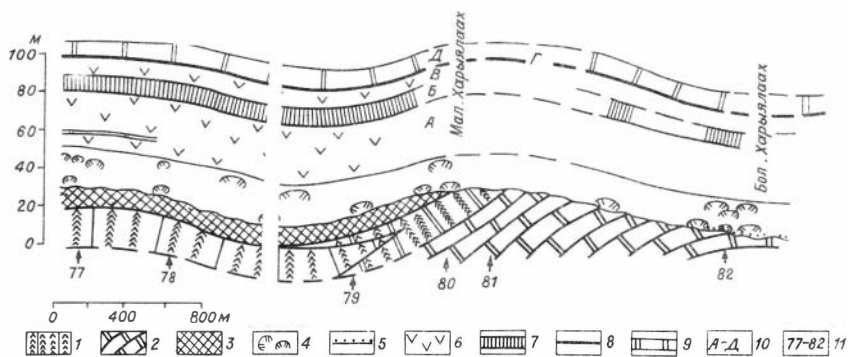 м
100
80
60
40
20
0
Д
В
Б
А
Г
Мал. Харыялаах
Бол. Харыялаах
77
78
79
80
81
82
0 400 800 м
1 2 3 4 5 6 7 8 9 А-Д 10 77-82 11